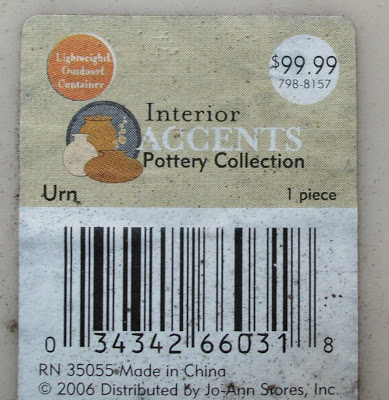 Lightweight
Outdoor
Container
$99.99
798-8157
Interior
ACCENTS
Pottery Collection
Urn
1 piece
0 34342 66031 8
RN 35055 Made in China
© 2006 Distributed by Jo-Ann Stores, Inc.